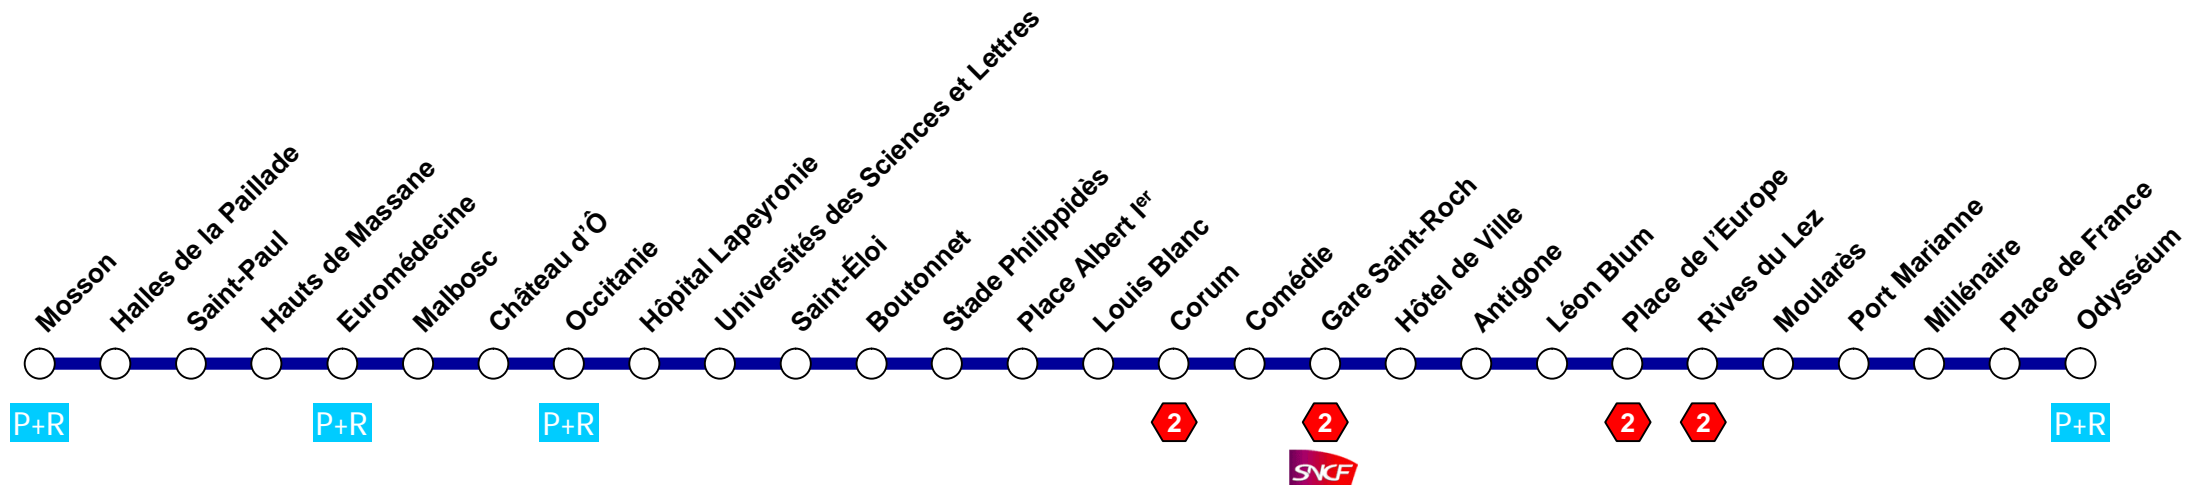 Mosson
Halles de la Paillade
Saint-Paul
Hauts de Massane
Euromédecine
Malbosc
Château d’Ô
Occitanie
Hôpital Lapeyronie
Universités des Sciences et Lettres
Saint-Éloi
Boutonnet
Stade Philippidès
Place Albert Ier
Louis Blanc
Corum
Comédie
Gare Saint-Roch
Hôtel de Ville
Antigone
Léon Blum
Place de l’Europe
Rives du Lez
Moularès
Port Marianne
Millénaire
Place de France
Odysséum
P+R
P+R
P+R
2
2
2
2
P+R
SNCF